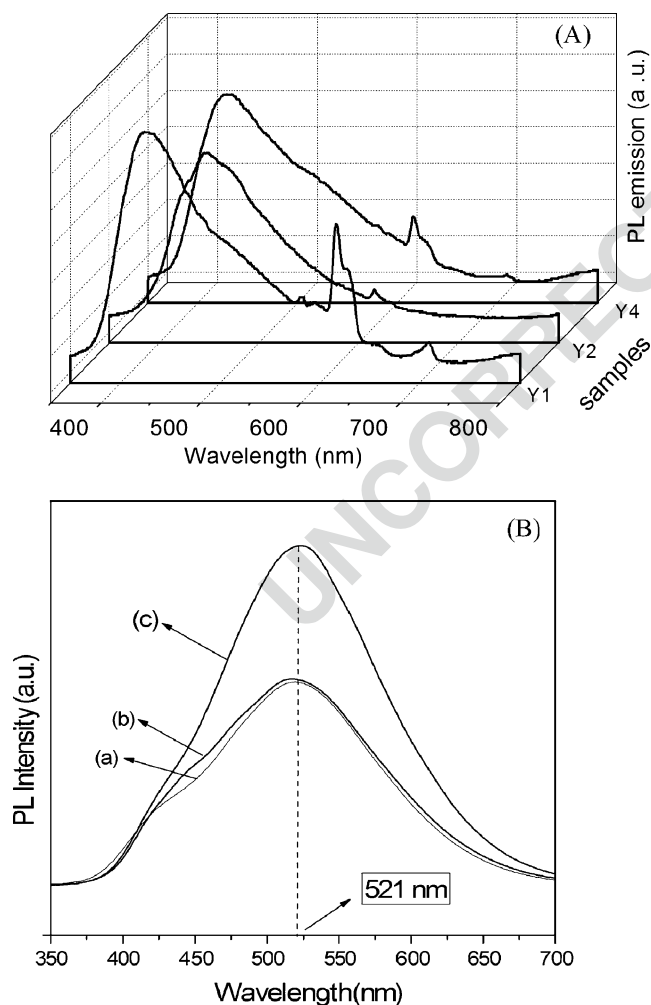 (A)
PL emission (a .u.)
Y4
Y2
Y1
samples
400 500 600 700 800
Wavelength (nm)
UNCORRECT
(B)
(c)
(b)
(a)
PL Intensity (a.u.)
521 nm
350 400 450 500 550 600 650 700
Wavelength(nm)